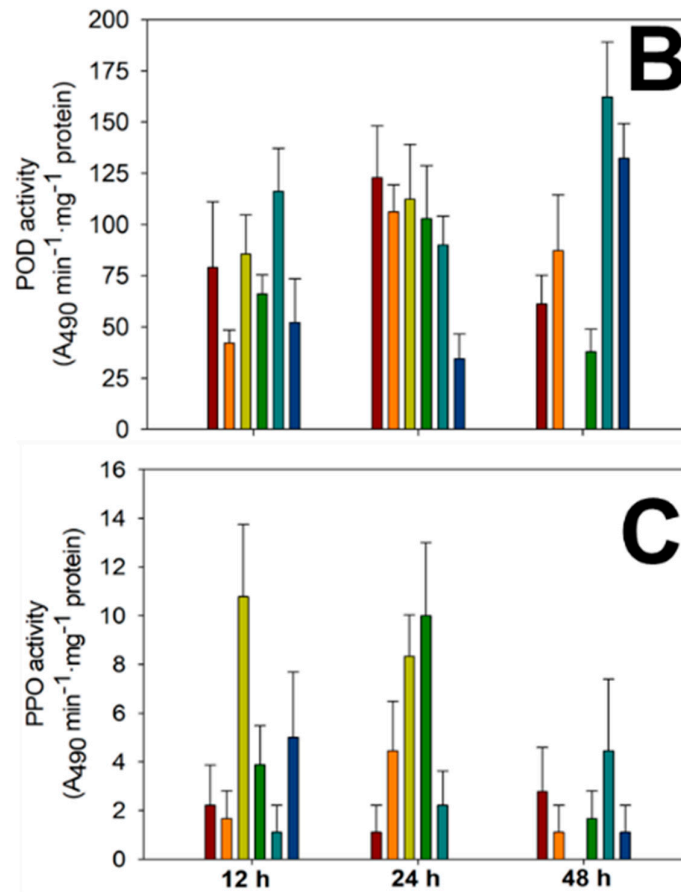 B
POD activity
(A490 min⁻¹·mg⁻¹ protein)
200
175
150
125
100
75
50
25
0
C
PPO activity
(A490 min⁻¹·mg⁻¹ protein)
16
14
12
10
8
6
4
2
0
12 h 24 h 48 h